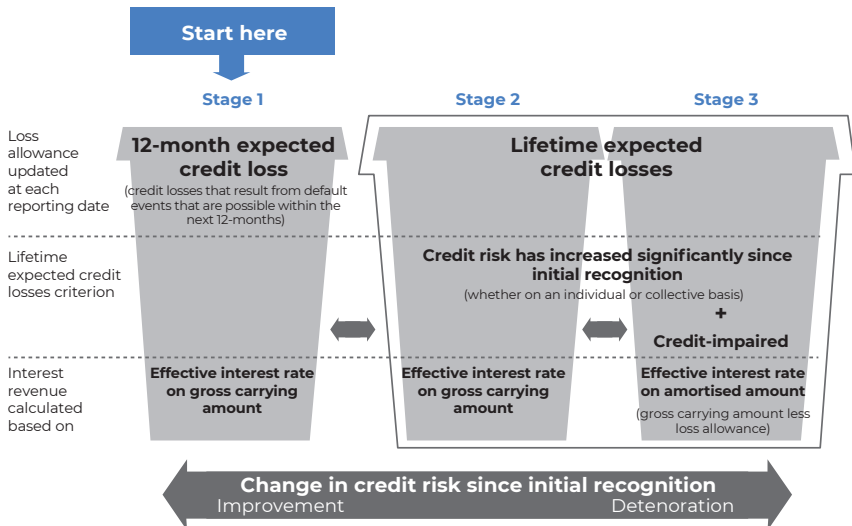 Start here
Stage 1
Stage 2
Stage 3
Loss
allowance
updated
at each
reporting date
12-month expected
credit loss
(credit losses that result from default
events that are possible within the
next 12-months)
Lifetime expected
credit losses
Lifetime
expected credit
losses criterion
Credit risk has increased significantly since
initial recognition
(whether on an individual or collective basis)
+
Credit-impaired
Interest
revenue
calculated
based on
Effective interest rate
on gross carrying
amount
Effective interest rate
on gross carrying
amount
Effective interest rate
on amortised amount
(gross carrying amount less
loss allowance)
Change in credit risk since initial recognition
Improvement
Detenoration